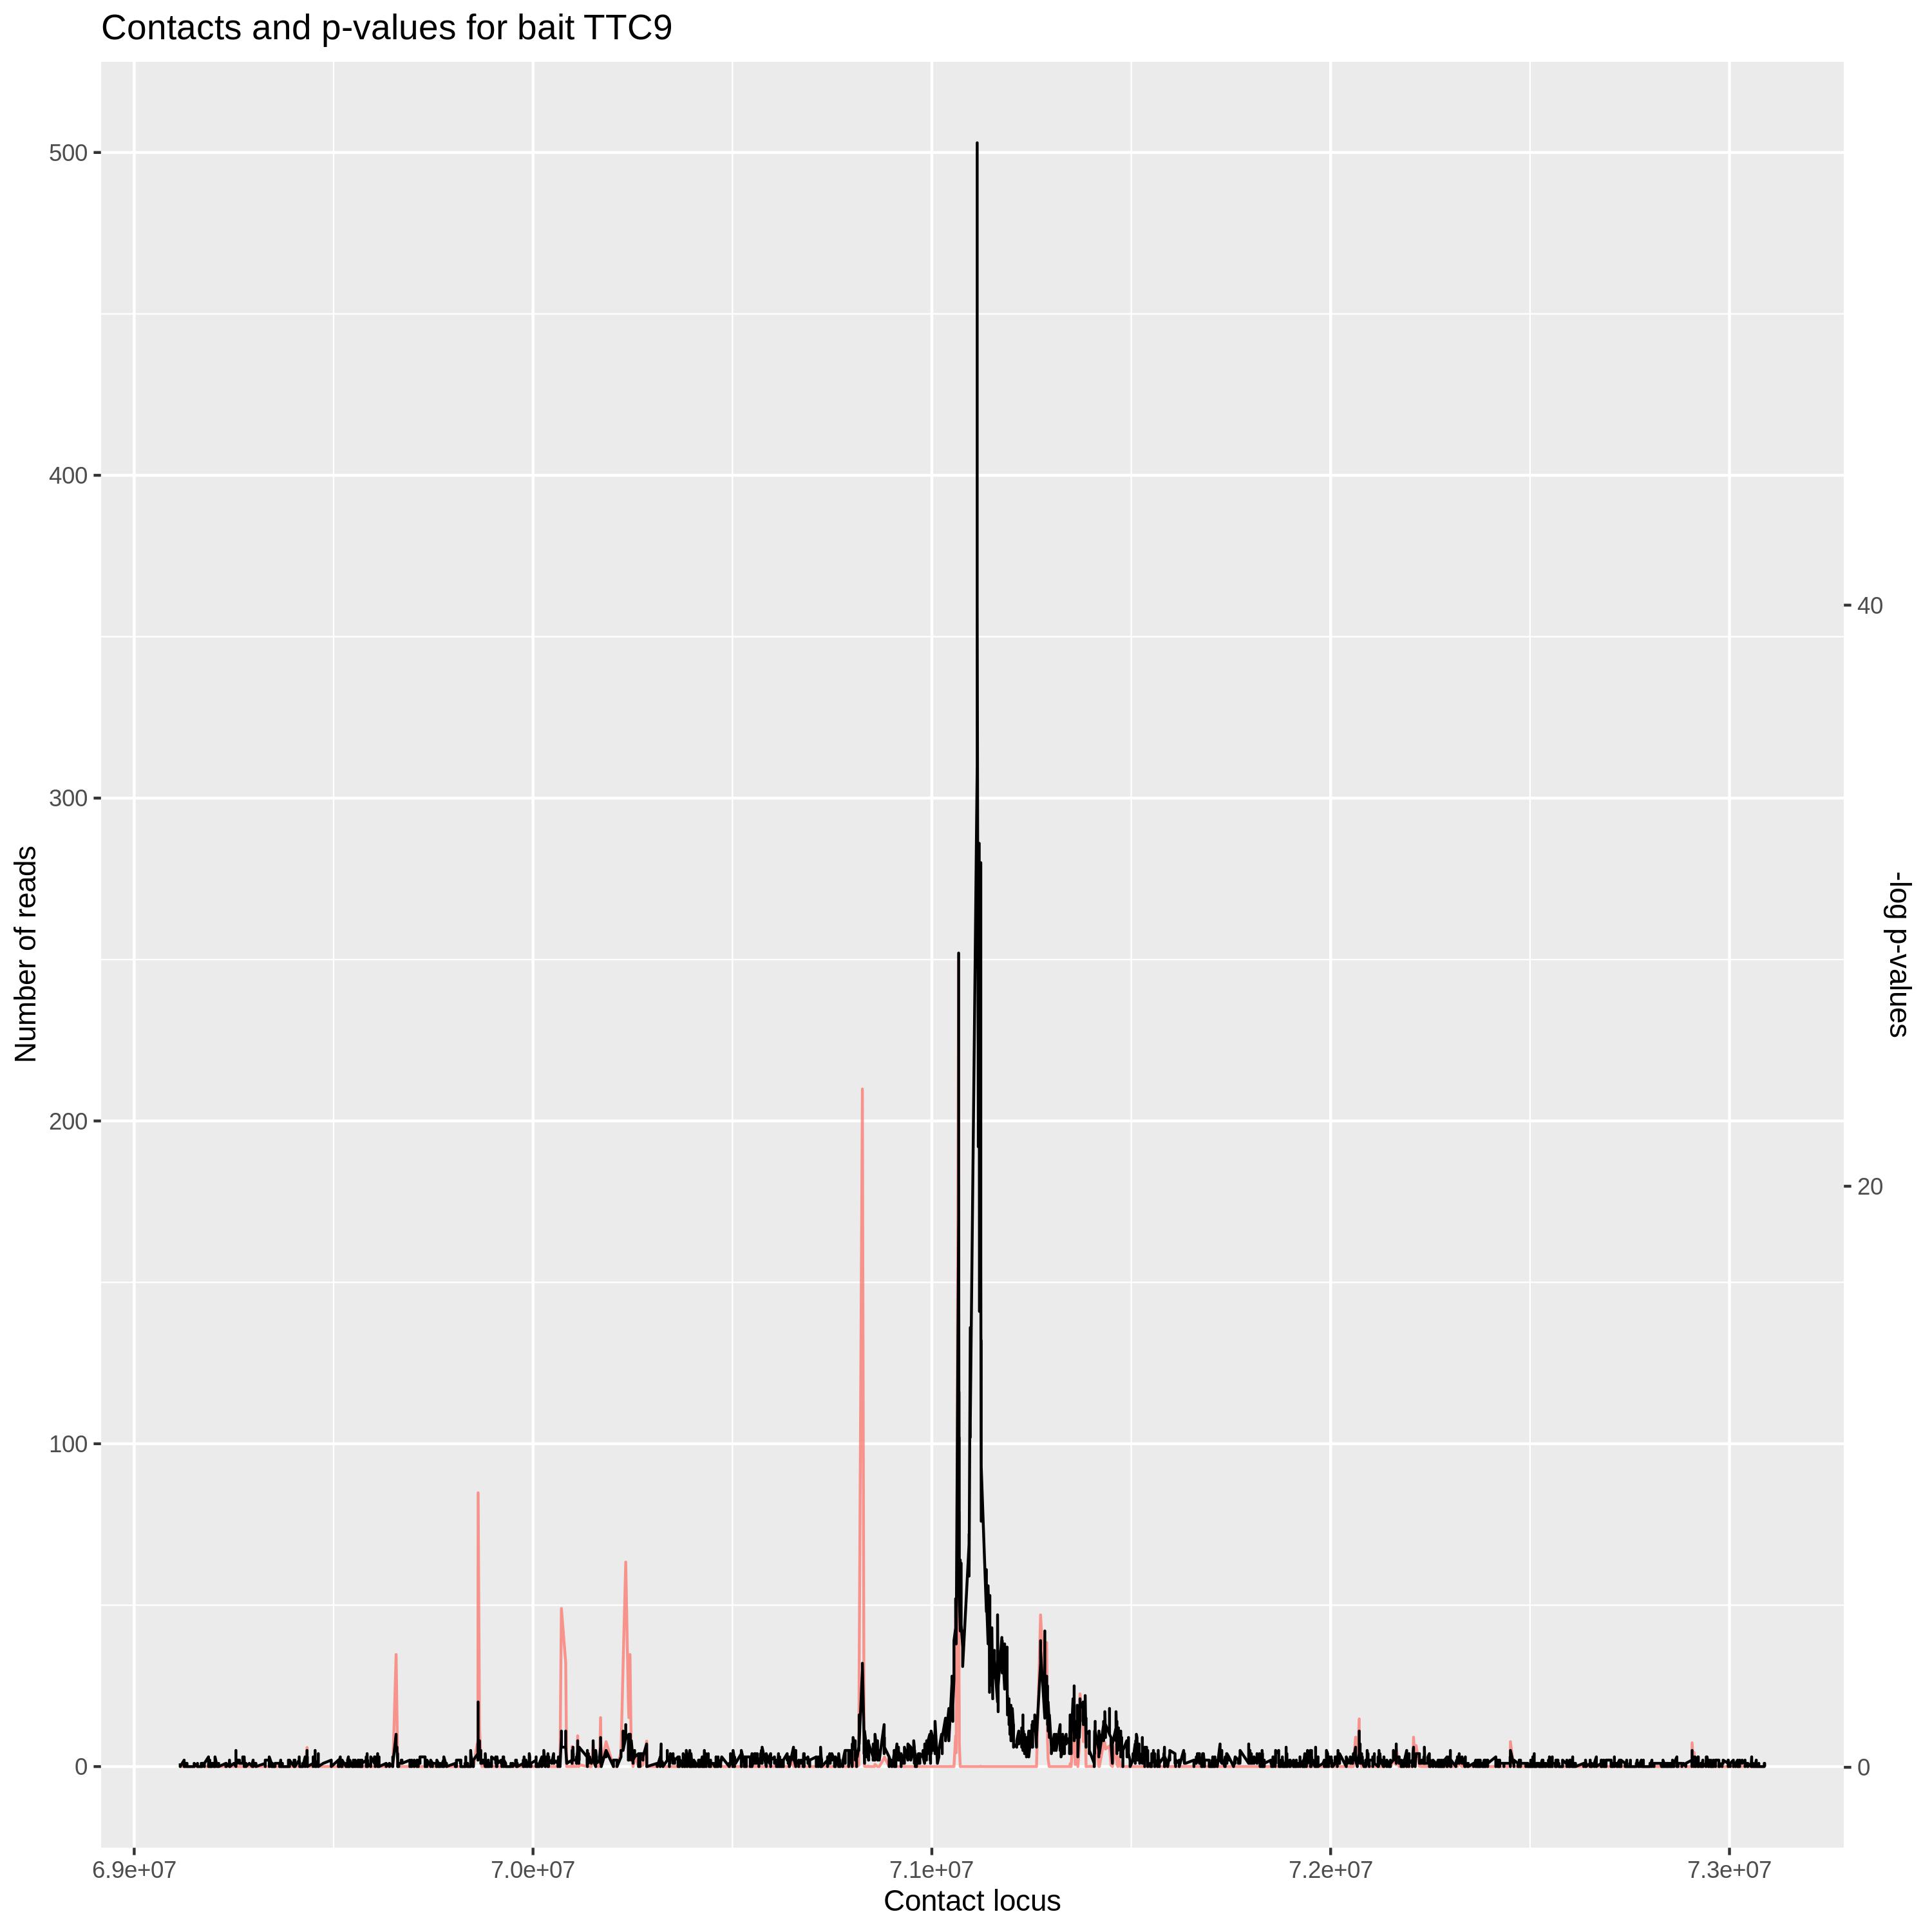 Contacts and p-values for bait TTC9
500
400
300
200
100
0
Number of reads
40
20
0
-log p-values
6.9e+07 7.0e+07 7.1e+07 7.2e+07 7.3e+07
Contact locus